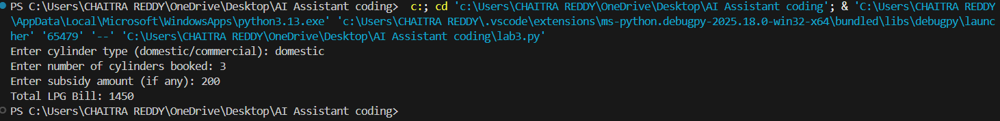 PS C:\Users\CHAITRA REDDY\OneDrive\Desktop\AI Assistant coding>  c:; cd 'c:\Users\CHAITRA REDDY\OneDrive\Desktop\AI Assistant coding'; & 'C:\Users\CHAITRA REDDY
\AppData\Local\Microsoft\WindowsApps\python3.13.exe' 'c:\Users\CHAITRA REDDY\.vscode\extensions\ms-python.debugpy-2025.18.0-win32-x64\bundled\libs\debugpy\launc
her' '65479' '--' 'C:\Users\CHAITRA REDDY\OneDrive\Desktop\AI Assistant coding\lab3.py'
Enter cylinder type (domestic/commercial): domestic
Enter number of cylinders booked: 3
Enter subsidy amount (if any): 200
Total LPG Bill: 1450
PS C:\Users\CHAITRA REDDY\OneDrive\Desktop\AI Assistant coding>